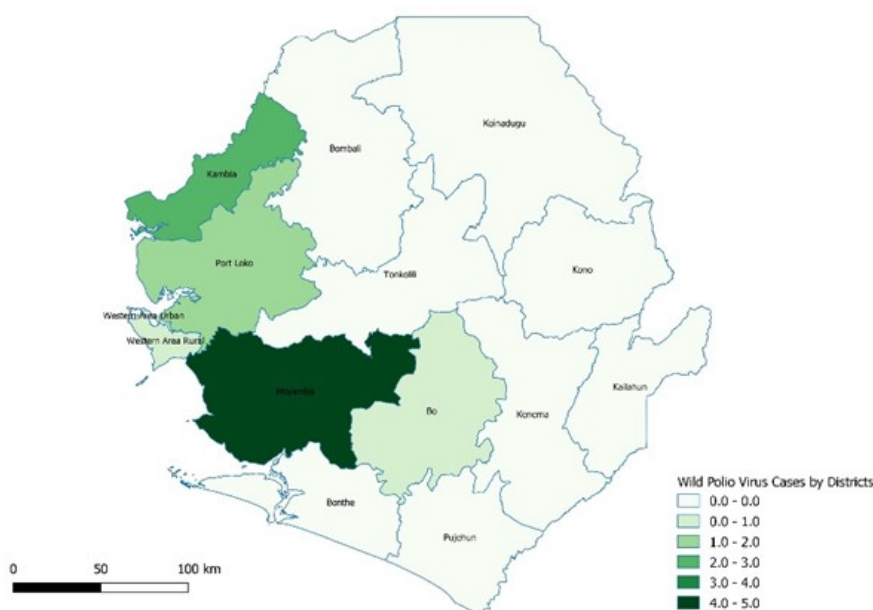 Koinadugu
Bombali
Kambia
Port Loko
Kono
Tonkolili
Western Area Urban
Western Area Rural
Kailahun
Moyamba
Bo
Kenema
Bonthe
Pujehun
Wild Polio Virus Cases by Districts
0.0 - 0.0
0.0 - 1.0
1.0 - 2.0
2.0 - 3.0
3.0 - 4.0
4.0 - 5.0
0 50 100 km